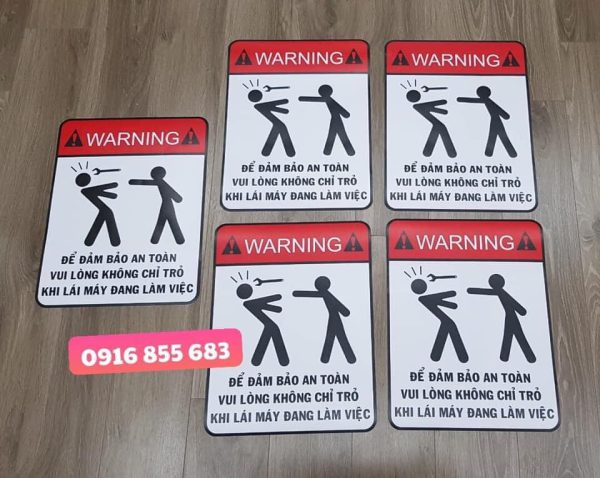 WARNING
ĐỂ ĐẢM BẢO AN TOÀN
VUI LÒNG KHÔNG CHỈ TRỎ
KHI LÁI MÁY ĐANG LÀM VIỆC
WARNING
ĐỂ ĐẢM BẢO AN TOÀN
VUI LÒNG KHÔNG CHỈ TRỎ
KHI LÁI MÁY ĐANG LÀM VIỆC
WARNING
ĐỂ ĐẢM BẢO AN TOÀN
VUI LÒNG KHÔNG CHỈ TRỎ
KHI LÁI MÁY ĐANG LÀM VIỆC
WARNING
ĐỂ ĐẢM BẢO AN TOÀN
VUI LÒNG KHÔNG CHỈ TRỎ
KHI LÁI MÁY ĐANG LÀM VIỆC
WARNING
ĐỂ ĐẢM BẢO AN TOÀN
VUI LÒNG KHÔNG CHỈ TRỎ
KHI LÁI MÁY ĐANG LÀM VIỆC
0916 855 683